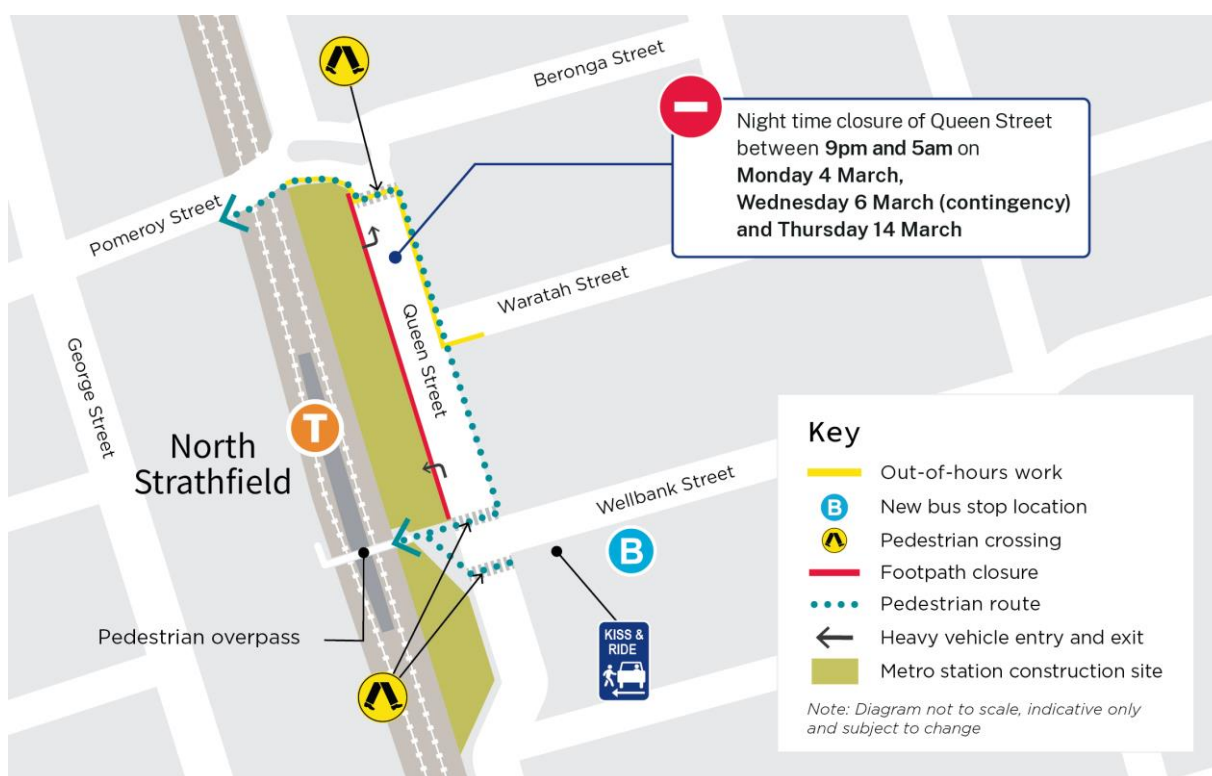 Beronga Street
Night time closure of Queen Street
between 9pm and 5am on
Monday 4 March,
Wednesday 6 March (contingency)
and Thursday 14 March
Pomeroy Street
Waratah Street
Queen Street
George Street
T
North
Strathfield
Wellbank Street
B
Pedestrian overpass
KISS &
RIDE
Key
Out-of-hours work
B
New bus stop location
Pedestrian crossing
Footpath closure
Pedestrian route
Heavy vehicle entry and exit
Metro station construction site
Note: Diagram not to scale, indicative only
and subject to change